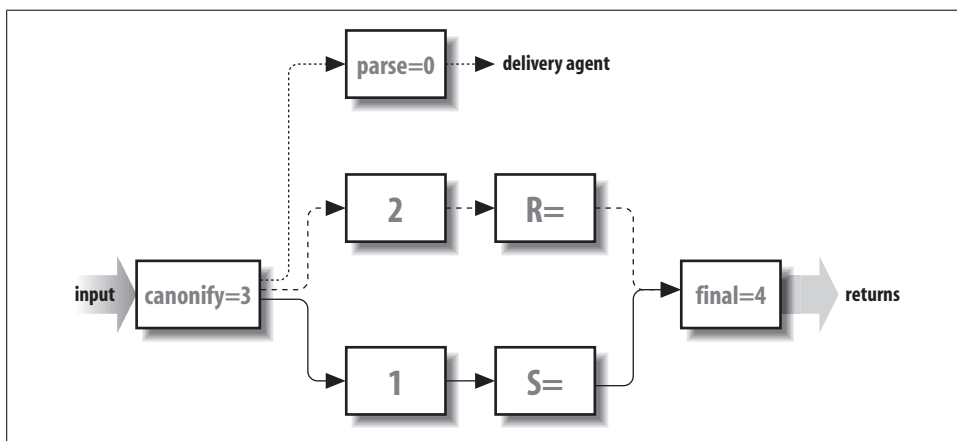 parse=0
delivery agent
2
R=
input
canonify=3
final=4
returns
1
S=